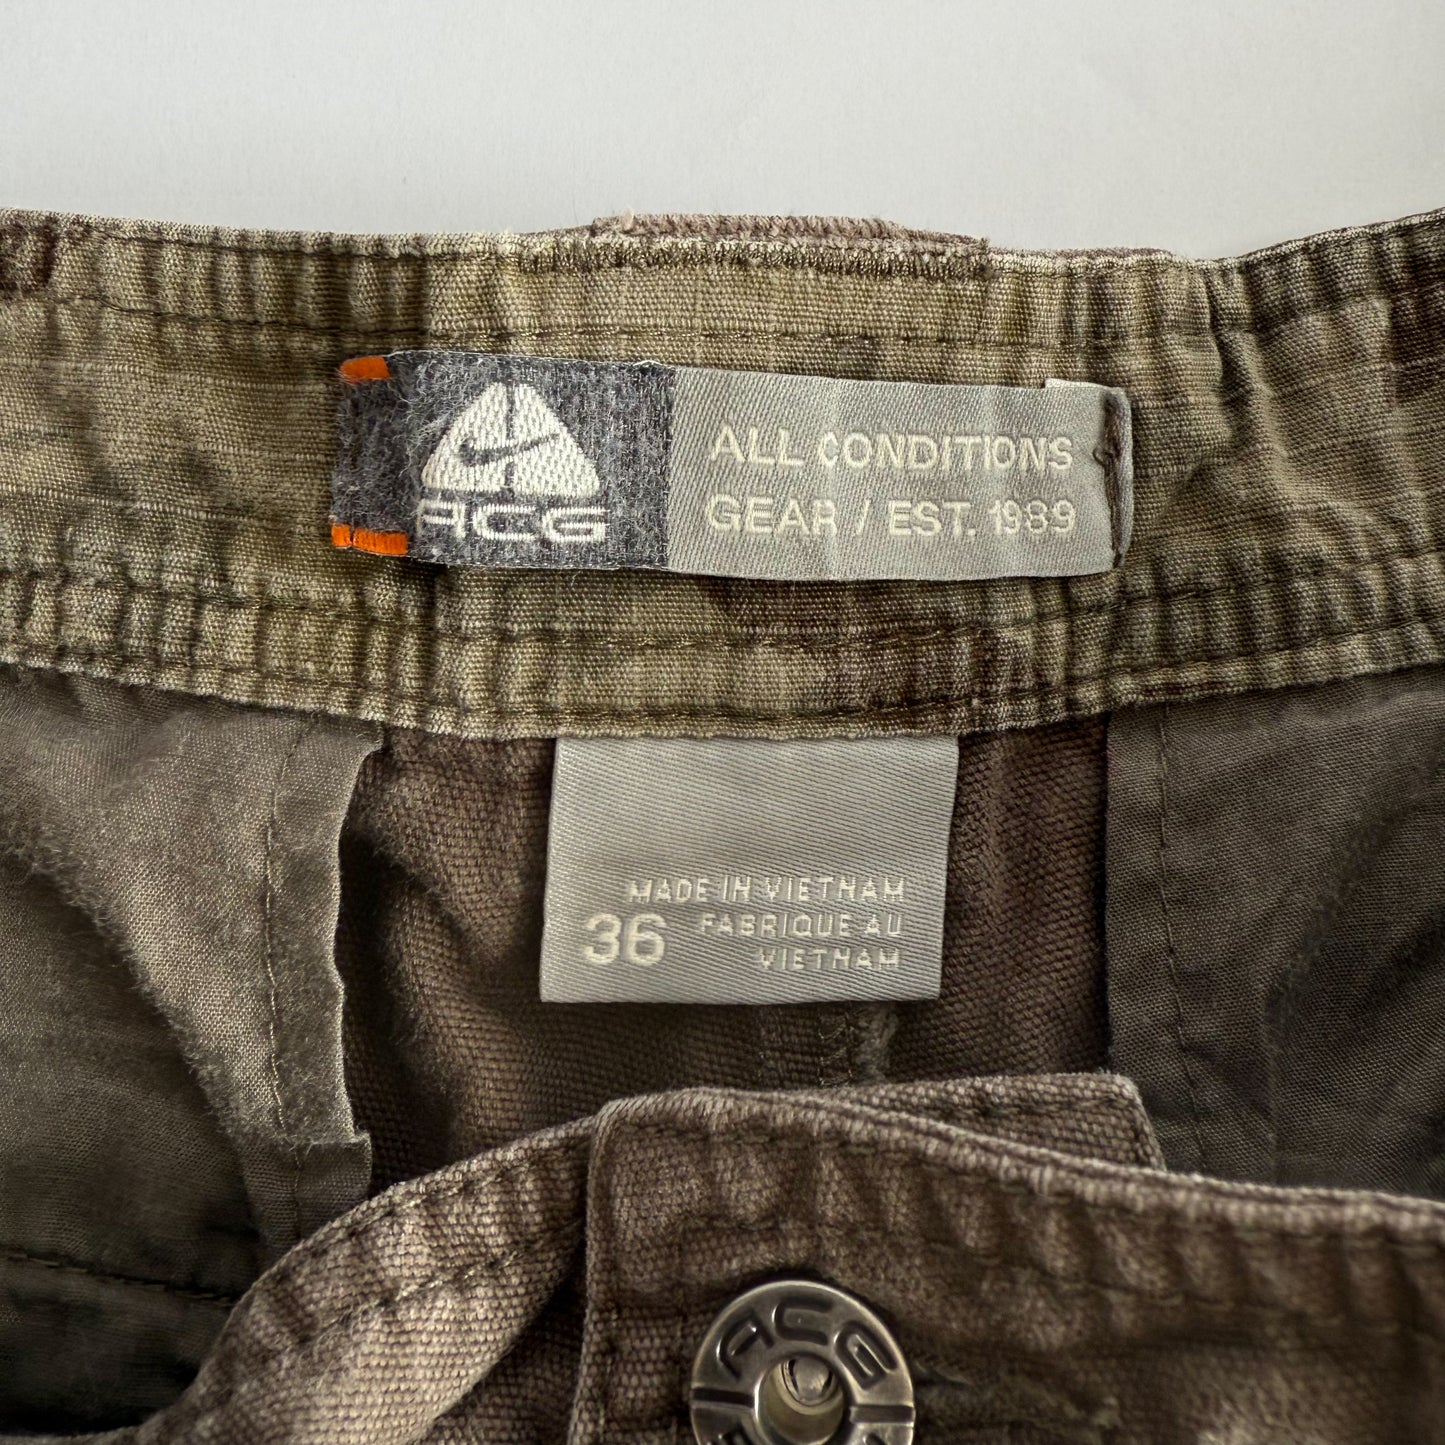 ACG
ALL CONDITIONS
GEAR / EST. 1989
36
MADE IN VIETNAM
FABRIQUE AU
VIETNAM
ACG